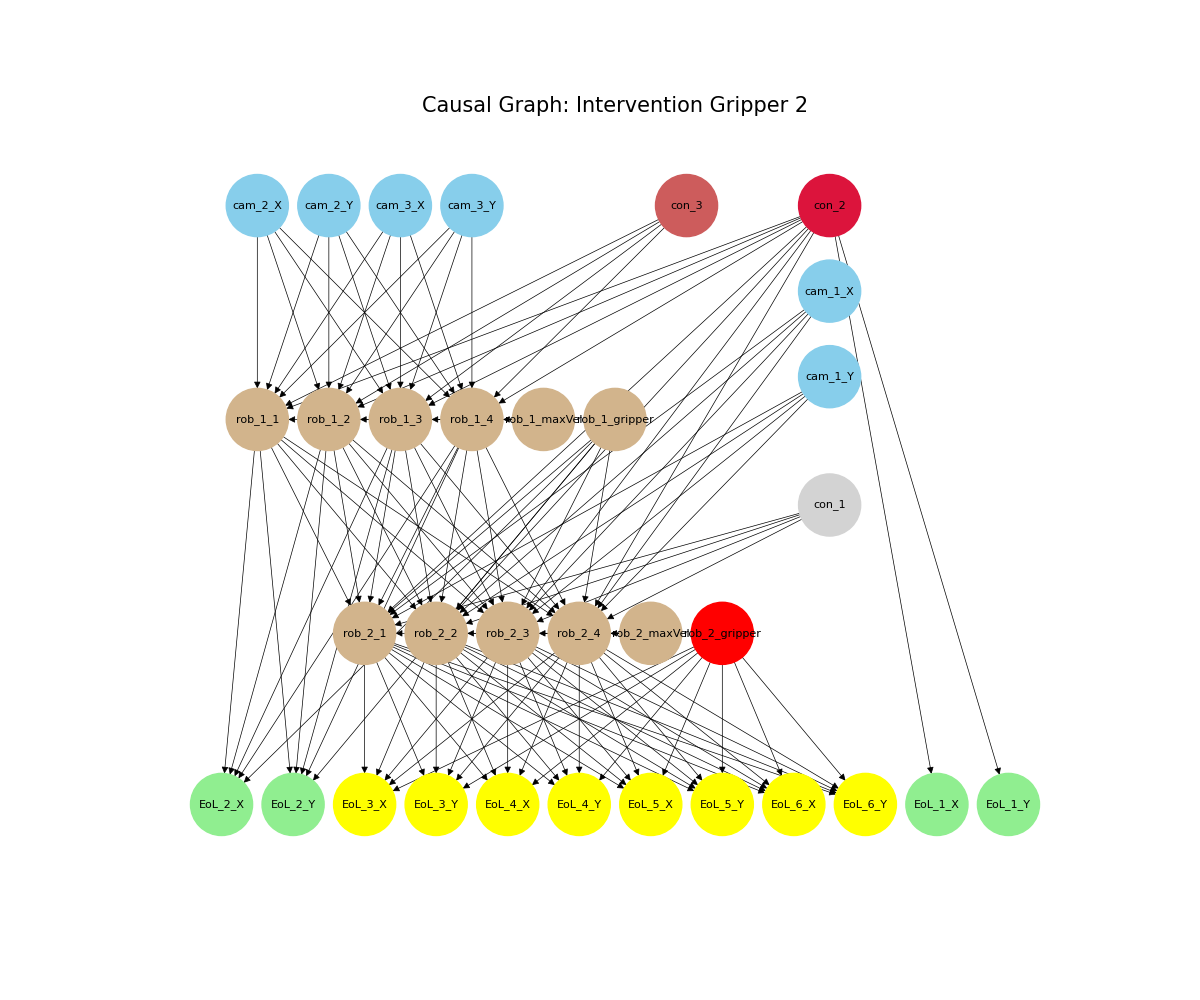 Causal Graph: Intervention Gripper 2
cam_2_X cam_2_Y cam_3_X cam_3_Y con_3 con_2
cam_1_X
cam_1_Y
rob_1_1 rob_1_2 rob_1_3 rob_1_4 rob_1_maxVel rob_1_gripper
con_1
rob_2_1 rob_2_2 rob_2_3 rob_2_4 rob_2_maxVel rob_2_gripper
EoL_2_X EoL_2_Y EoL_3_X EoL_3_Y EoL_4_X EoL_4_Y EoL_5_X EoL_5_Y EoL_6_X EoL_6_Y EoL_1_X EoL_1_Y